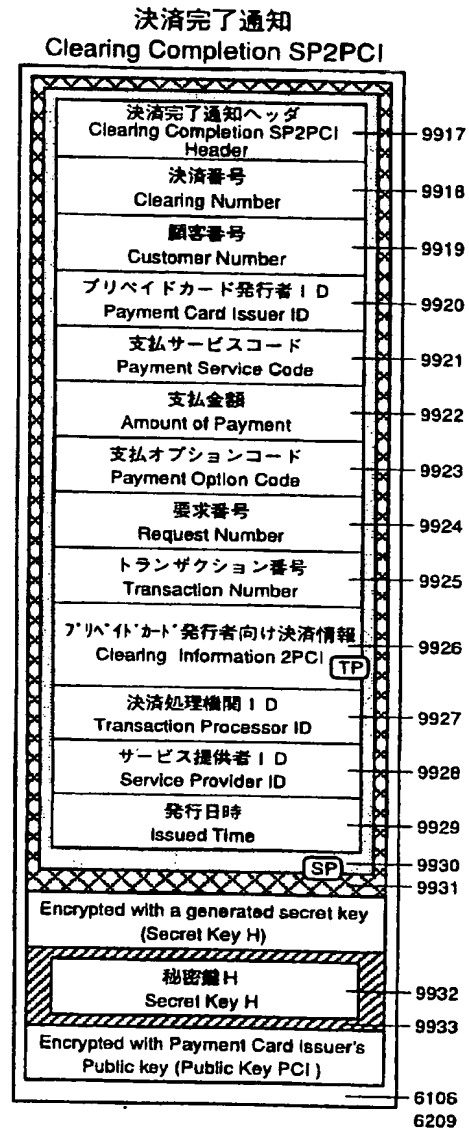 決済完了通知
Clearing Completion SP2PCI
決済完了通知ヘッダ
Clearing Completion SP2PCI
Header
9917
決済番号
Clearing Number
9918
顧客番号
Customer Number
9919
プリペイドカード発行者ID
Payment Card Issuer ID
9920
支払サービスコード
Payment Service Code
9921
支払金額
Amount of Payment
9922
支払オプションコード
Payment Option Code
9923
要求番号
Request Number
9924
トランザクション番号
Transaction Number
9925
プリペイドカード発行者向け決済情報
Clearing Information 2PCI
9926
TP
決済処理機関ID
Transaction Processor ID
9927
サービス提供者ID
Service Provider ID
9928
発行日時
Issued Time
9929
SP
9930
9931
Encrypted with a generated secret key
(Secret Key H)
秘密鍵H
Secret Key H
9932
9933
Encrypted with Payment Card Issuer's
Public key (Public Key PCI )
6106
6209